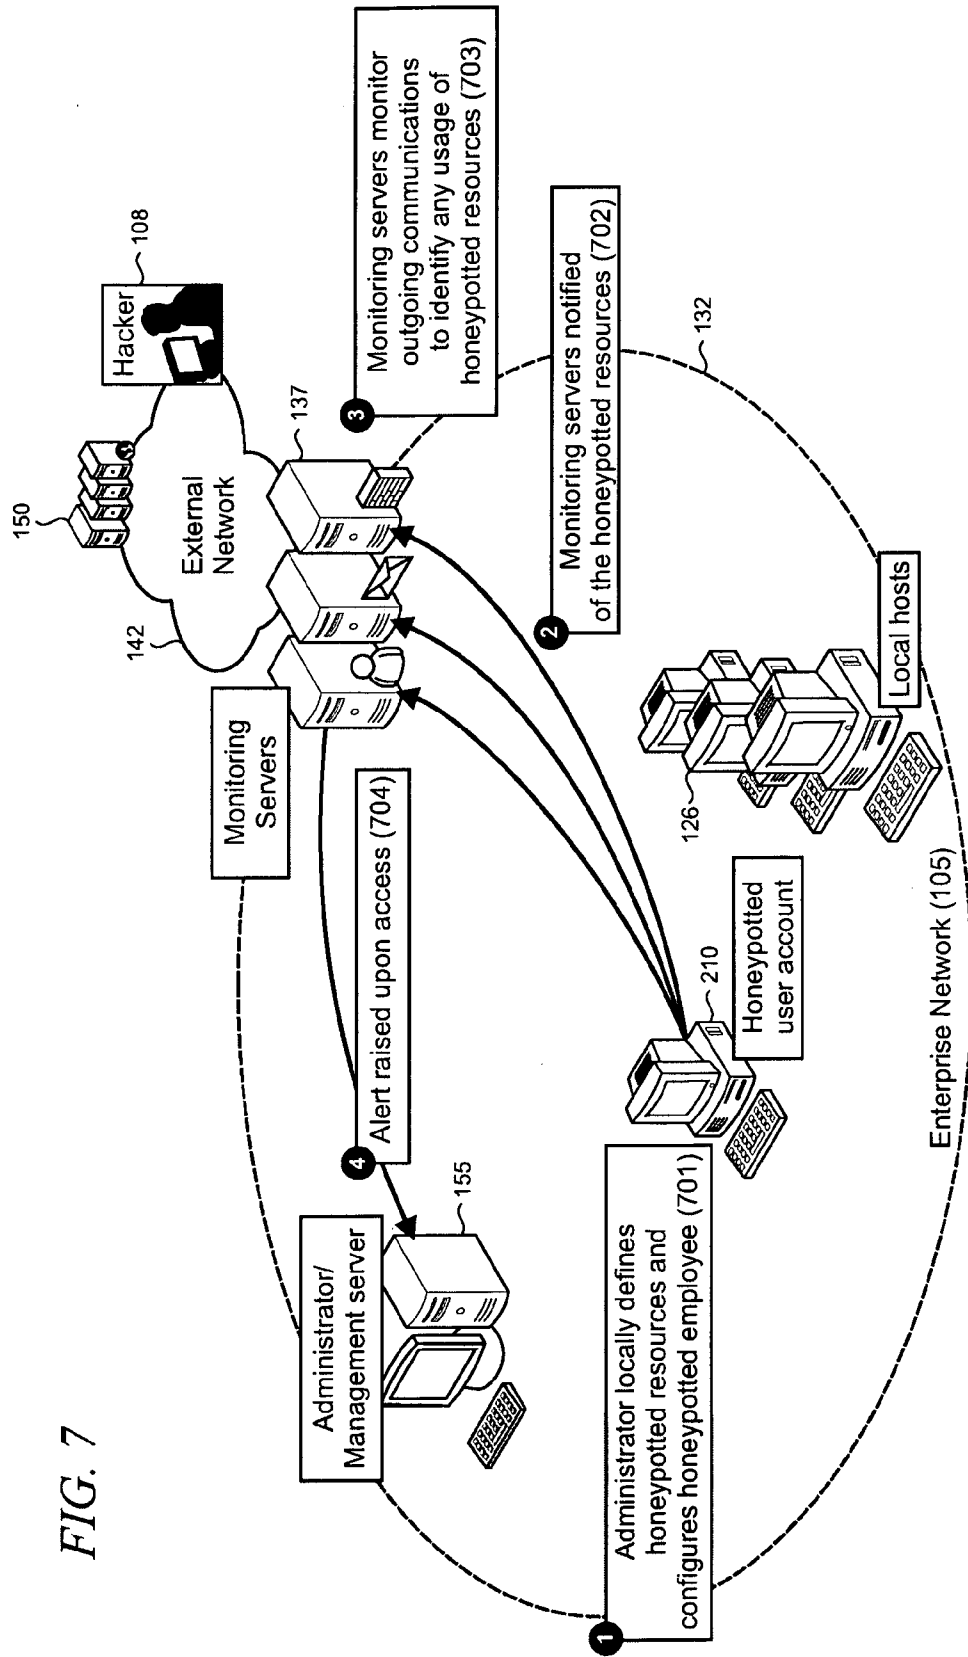 FIG. 7
150
142
External
Network
Hacker
108
137
Monitoring
Servers
3
Monitoring servers monitor
outgoing communications
to identify any usage of
honeypotted resources (703)
Administrator/
Management server
155
4
Alert raised upon access (704)
2
Monitoring servers notified
of the honeypotted resources (702)
132
1
Administrator locally defines
honeypotted resources and
configures honeypotted employee (701)
210
Honeypotted
user account
126
Local hosts
Enterprise Network (105)